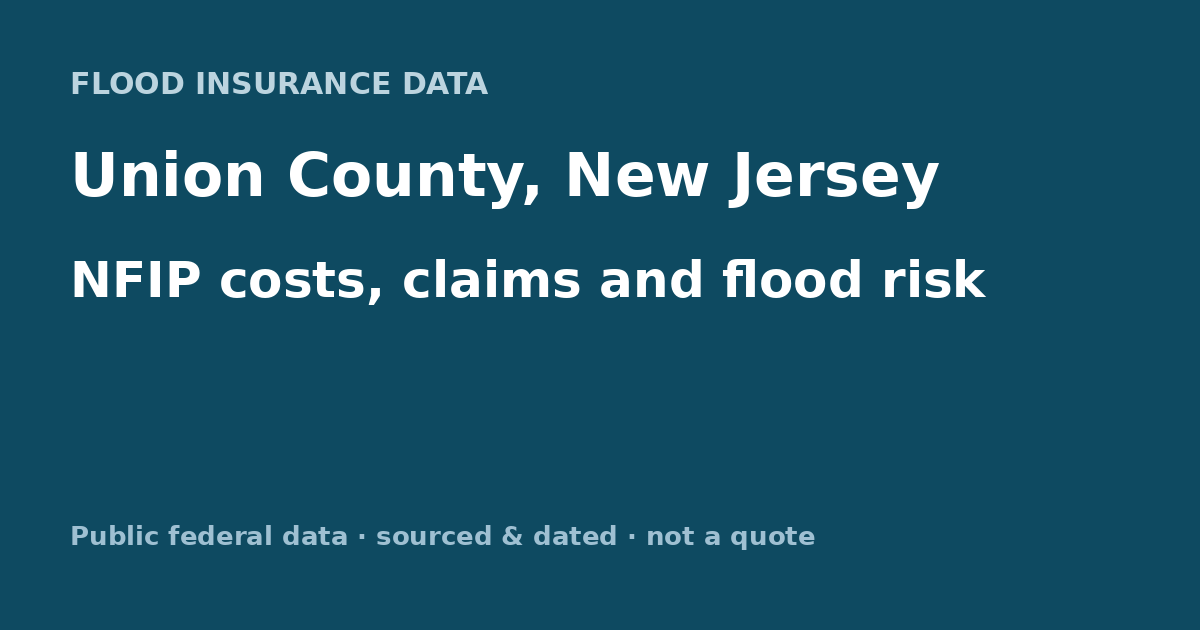 FLOOD INSURANCE DATA
Union County, New Jersey
NFIP costs, claims and flood risk
Public federal data · sourced & dated · not a quote